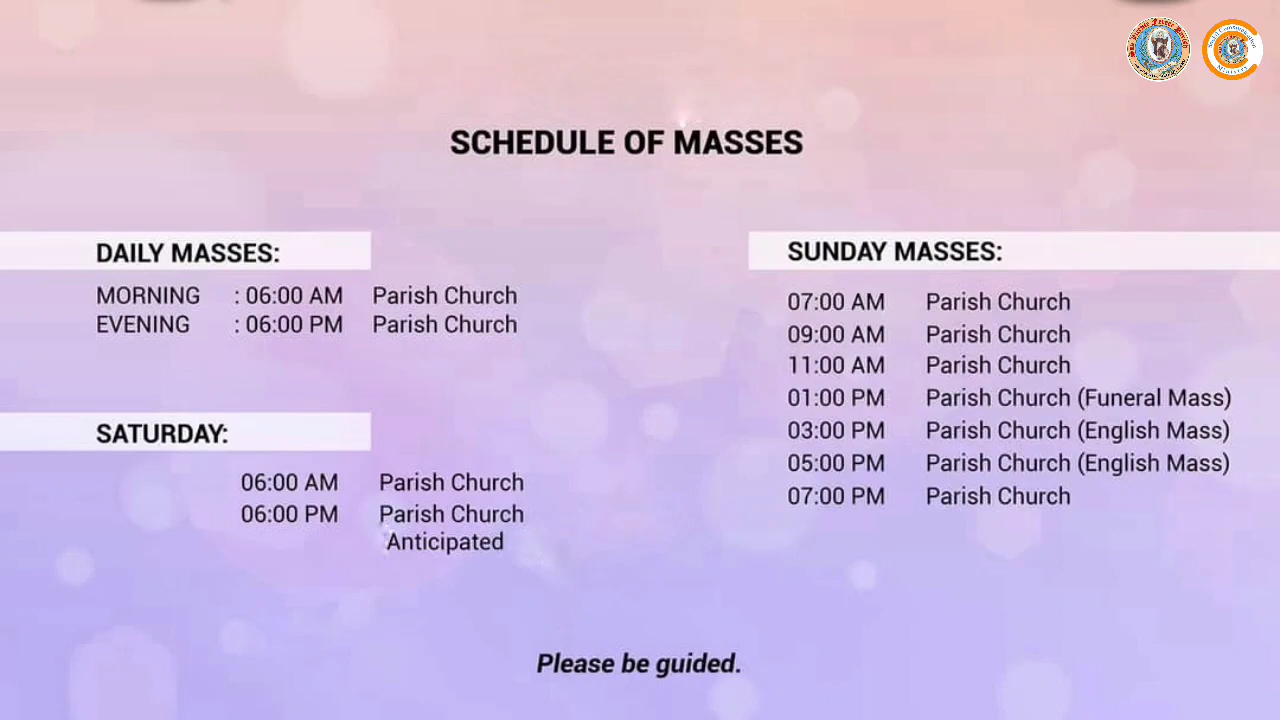 SCHEDULE OF MASSES
DAILY MASSES:
MORNING : 06:00 AM Parish Church
EVENING : 06:00 PM Parish Church
SATURDAY:
06:00 AM Parish Church
06:00 PM Parish Church
Anticipated
SUNDAY MASSES:
07:00 AM Parish Church
09:00 AM Parish Church
11:00 AM Parish Church
01:00 PM Parish Church (Funeral Mass)
03:00 PM Parish Church (English Mass)
05:00 PM Parish Church (English Mass)
07:00 PM Parish Church
Please be guided.